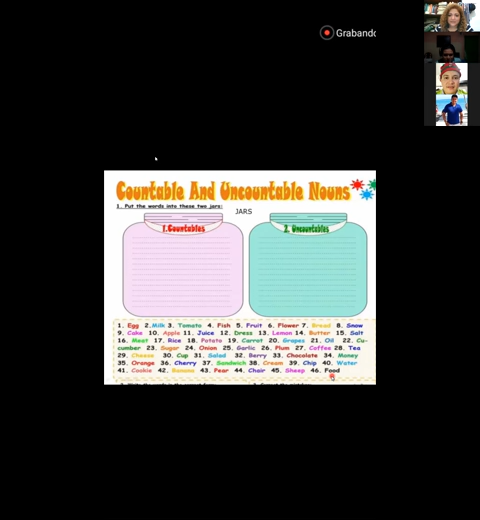 Grabando
Countable And Uncountable Nouns
1. Put the words into these two jars:
JARS
1.Countables
2. Uncountables
1. Egg 2.Milk 3. Tomato 4. Fish 5. Fruit 6. Flower 7. Bread 8. Snow
9. Cake 10. Apple 11. Juice 12. Dress 13. Lemon 14. Butter 15. Salt
16. Meat 17. Rice 18. Potato 19. Carrot 20. Grapes 21. Oil 22. Cu-
cumber 23. Sugar 24. Onion 25. Garlic 26. Plum 27. Coffee 28. Tea
29. Cheese 30. Cup 31. Salad 32. Berry 33. Chocolate 34. Money
35. Orange 36. Cherry 37. Sandwich 38. Cream 39. Chip 40. Water
41. Cookie 42. Banana 43. Pear 44. Chair 45. Sheep 46. Food